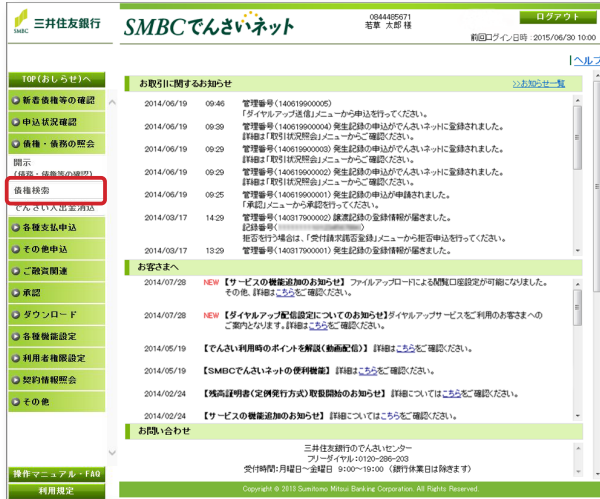 三井住友銀行
SMBC
SMBCでんさいネット
0844485671
若草 太郎 様
ログアウト
前回ログイン日時:2015/06/30 10:00
ヘルプ
TOP(おしらせ)へ
新着債権等の確認
申込状況確認
債権・債務の照会
開示
(債務・債権等の確認)
債権検索
でんさい入出金消込
各種支払申込
その他申込
ご融資関連
承認
ダウンロード
各種機能設定
利用者権限設定
契約情報照会
その他
操作マニュアル・FAQ
利用規定
お取引に関するお知らせ
>>お知らせ一覧
2014/06/19 09:46 管理番号(140619900005)
「ダイヤルアップ送信」メニューから申込を行ってください。
2014/06/19 09:39 管理番号(140619900004) 発生記録の申込がでんさいネットに登録されました。
詳細は「取引状況照会」メニューからご確認ください。
2014/06/19 09:29 管理番号(140619900003) 発生記録の申込がでんさいネットに登録されました。
詳細は「取引状況照会」メニューからご確認ください。
2014/06/19 09:29 管理番号(140619900002) 発生記録の申込がでんさいネットに登録されました。
詳細は「取引状況照会」メニューからご確認ください。
2014/06/19 09:25 管理番号(140619900001) 発生記録の申込が申請されました。
「承認」メニューから承認を行ってください。
2014/03/17 14:29 管理番号(140317900002) 譲渡記録の登録情報が届きました。
記録番号(
拒否を行う場合は、「受付請求諾否登録」メニューから拒否申込を行ってください。
2014/03/17 13:29 管理番号(140317900001) 発生記録の登録情報が届きました。
お客さまへ
2014/07/28 NEW 【サービスの機能追加のお知らせ】 ファイルアップロードによる閲覧口座設定が可能になりました。
その他、詳細はこちらをご確認ください。
2014/07/28 NEW 【ダイヤルアップ配信設定についてのお知らせ】ダイヤルアップサービスをご利用のお客さまへの
ご案内となります。詳細はこちらをご確認ください。
2014/05/19 【でんさい利用時のポイントを解説(動画配信)】 詳細はこちらをご確認ください。
2014/05/19 【SMBCでんさいネットの便利機能】 詳細はこちらをご確認ください。
2014/02/24 【残高証明書(定例発行方式)取扱開始のお知らせ】 詳細についてはこちらをご確認ください。
2014/02/24 【サービスの機能追加のお知らせ】 詳細についてはこちらをご確認ください。
お問い合わせ
三井住友銀行のでんさいセンター
フリーダイヤル:0120-286-203
受付時間:月曜日~金曜日 9:00~19:00 (銀行休業日は除きます)
Copyright © 2010 Sumitomo Mitsui Banking Corporation. All Rights Reserved.